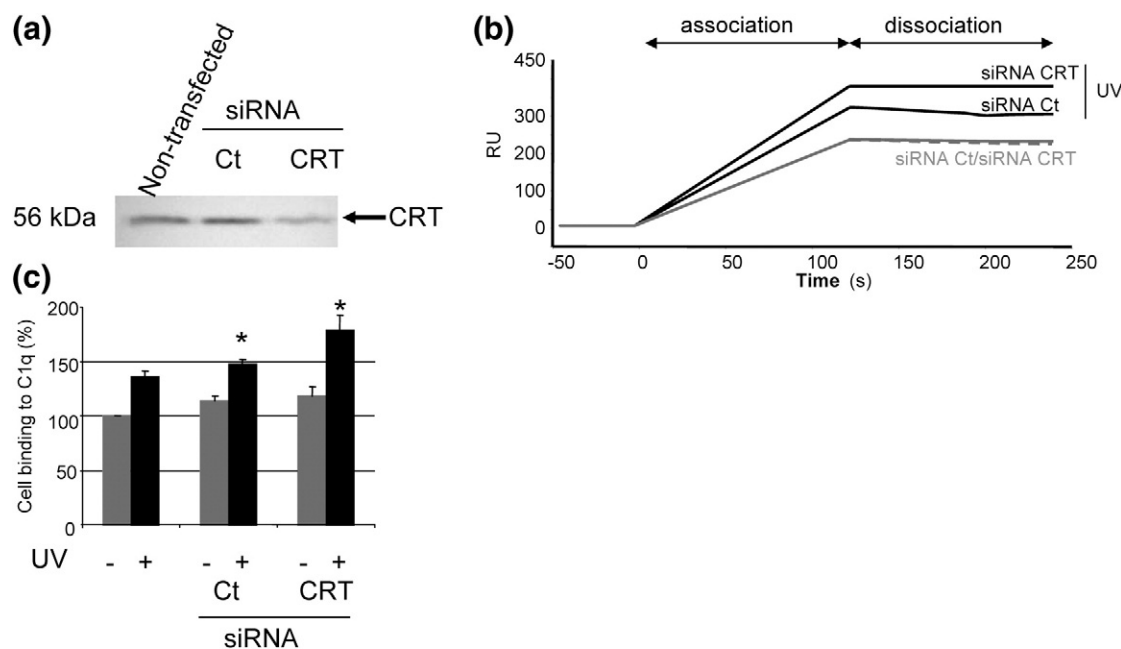 (a)
Non-transfected
siRNA
Ct CRT
56 kDa
CRT
(b)
association dissociation
450
300
200
100
0
RU
siRNA CRT
siRNA Ct
UV
siRNA Ct/siRNA CRT
-50 0 50 100 150 200 250
Time (s)
(c)
200
150
100
50
0
Cell binding to C1q (%)
* *
UV - + - + - +
Ct CRT
siRNA